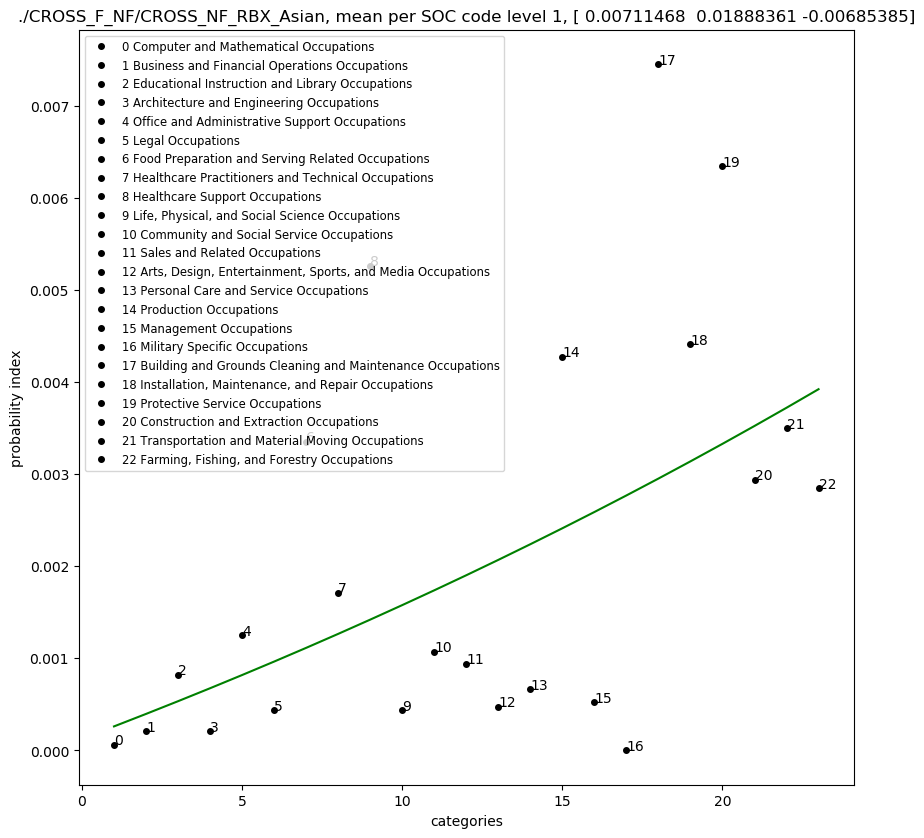 ./CROSS_F_NF/CROSS_NF_RBX_Asian, mean per SOC code level 1, [ 0.00711468  0.01888361 -0.00685385]
0 Computer and Mathematical Occupations
1 Business and Financial Operations Occupations
2 Educational Instruction and Library Occupations
3 Architecture and Engineering Occupations
4 Office and Administrative Support Occupations
5 Legal Occupations
6 Food Preparation and Serving Related Occupations
7 Healthcare Practitioners and Technical Occupations
8 Healthcare Support Occupations
9 Life, Physical, and Social Science Occupations
10 Community and Social Service Occupations
11 Sales and Related Occupations
12 Arts, Design, Entertainment, Sports, and Media Occupations
13 Personal Care and Service Occupations
14 Production Occupations
15 Management Occupations
16 Military Specific Occupations
17 Building and Grounds Cleaning and Maintenance Occupations
18 Installation, Maintenance, and Repair Occupations
19 Protective Service Occupations
20 Construction and Extraction Occupations
21 Transportation and Material Moving Occupations
22 Farming, Fishing, and Forestry Occupations
17
19
8
18
14
21
20
22
7
4
10
11
2
13
15
12
5
9
1
3
0
16
0.007
0.006
0.005
0.004
0.003
0.002
0.001
0.000
probability index
0
5
10
15
20
categories